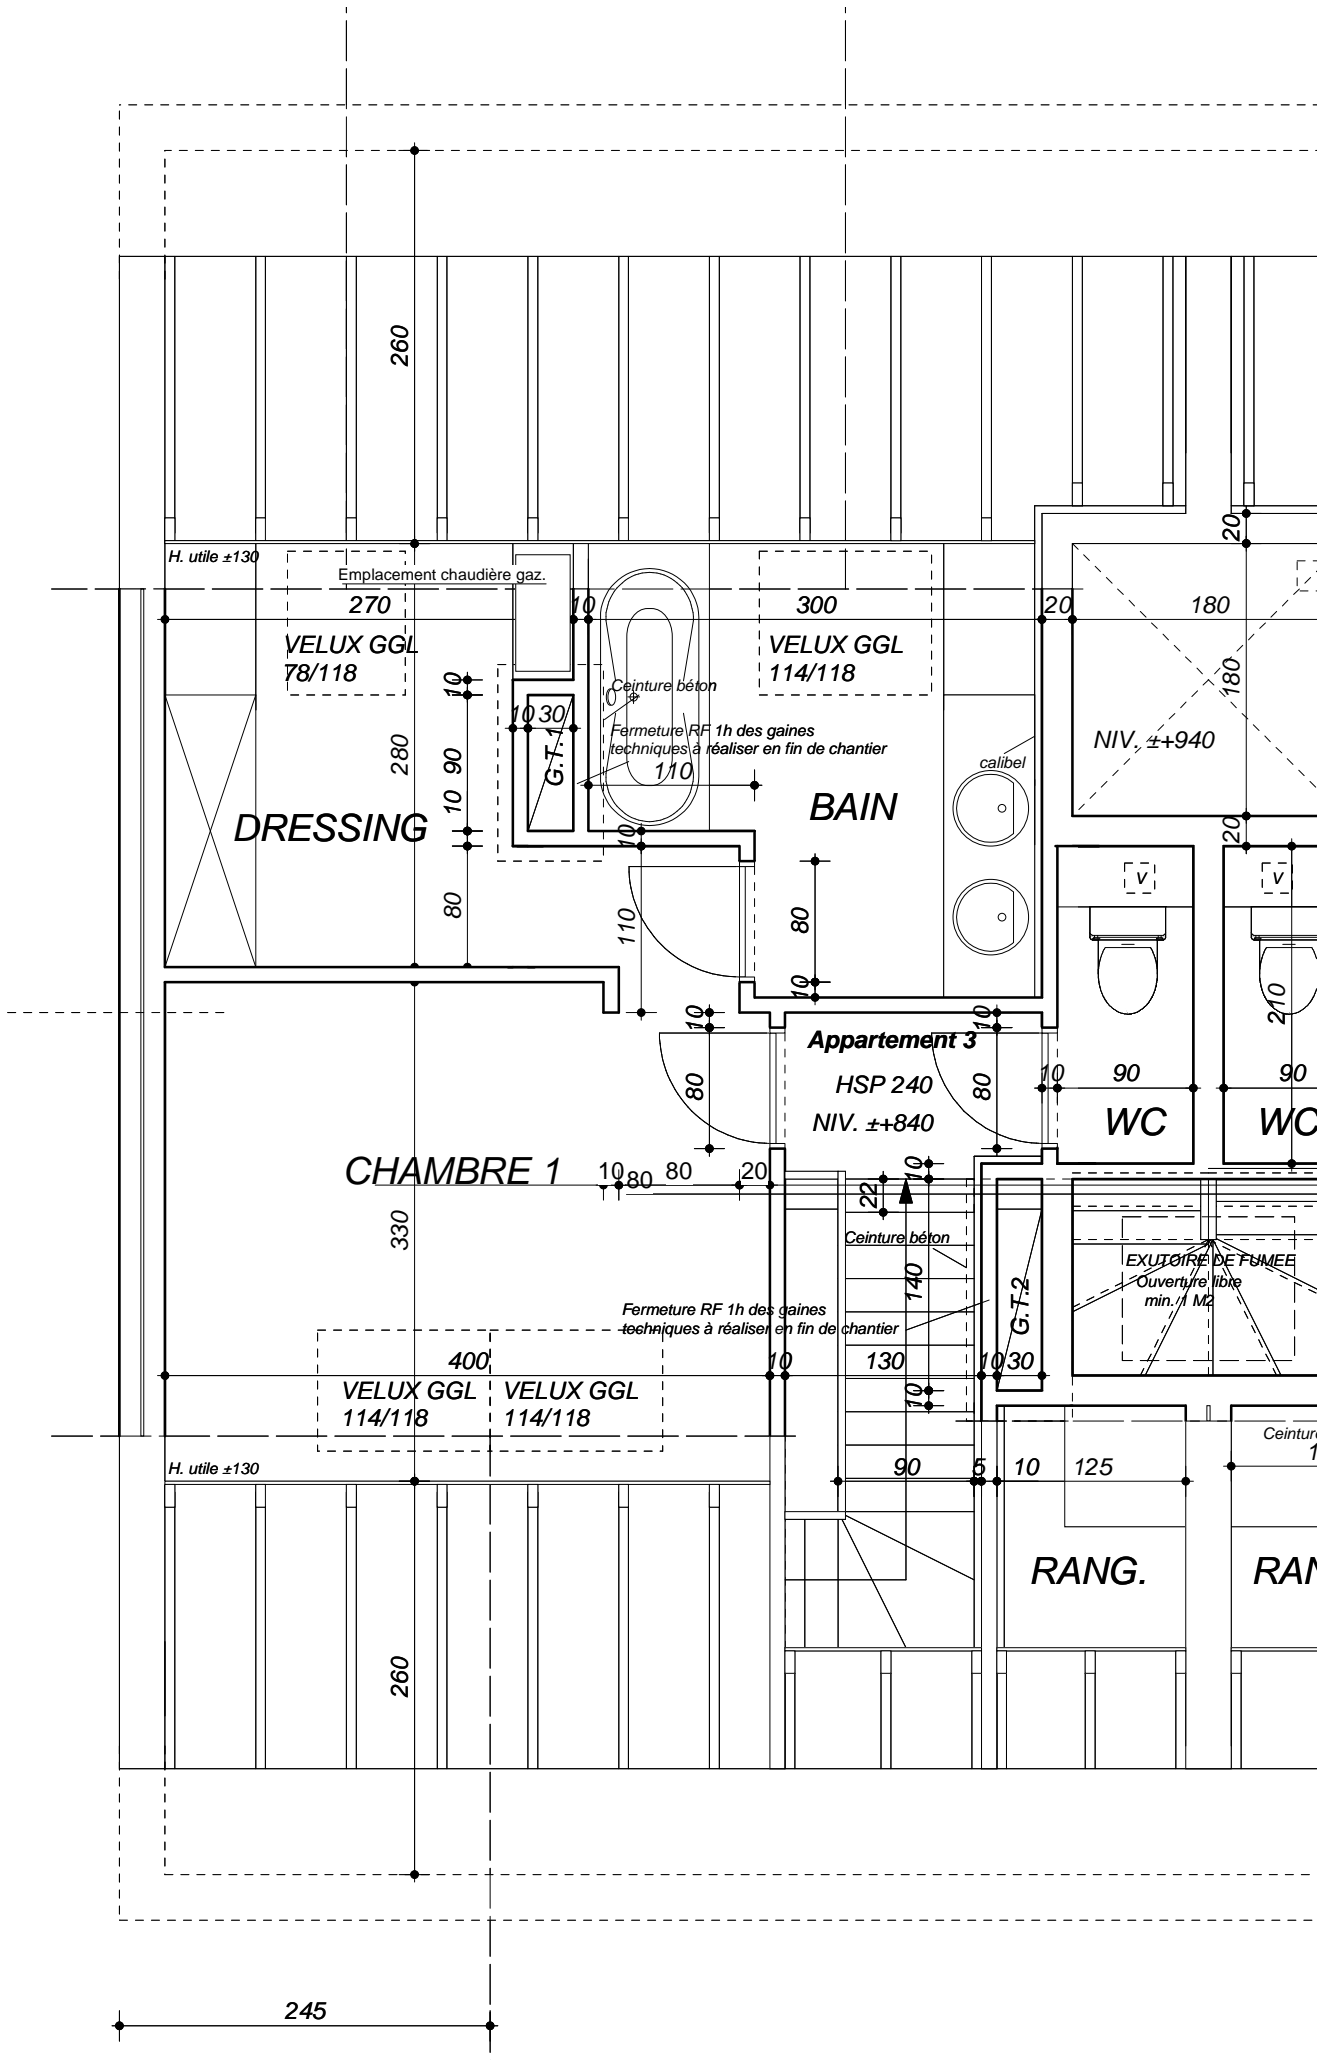 260
H. utile ±130
Emplacement chaudière gaz.
270
10
300
20
180
20
VELUX GGL
78/118
VELUX GGL
114/118
10
Ceinture béton
10
30
Fermeture RF 1h des gaines
techniques à réaliser en fin de chantier
G.T.1
280
90
110
calibel
NIV. ±+940
180
10
DRESSING
BAIN
10
20
80
110
80
V
V
10
210
10
10
Appartement 3
HSP 240
NIV. ±+840
80
80
10
90
90
WC
WC
CHAMBRE 1
10
80
80
20
10
22
330
Ceinture béton
140
EXUTOIRE DE FUMEE
Ouverture libre
min. 1 M2
Fermeture RF 1h des gaines
techniques à réaliser en fin de chantier
G.T.2
400
10
130
10
30
VELUX GGL
114/118
VELUX GGL
114/118
10
Ceinture
1
H. utile ±130
90
5
10
125
RANG.
RAN
260
245